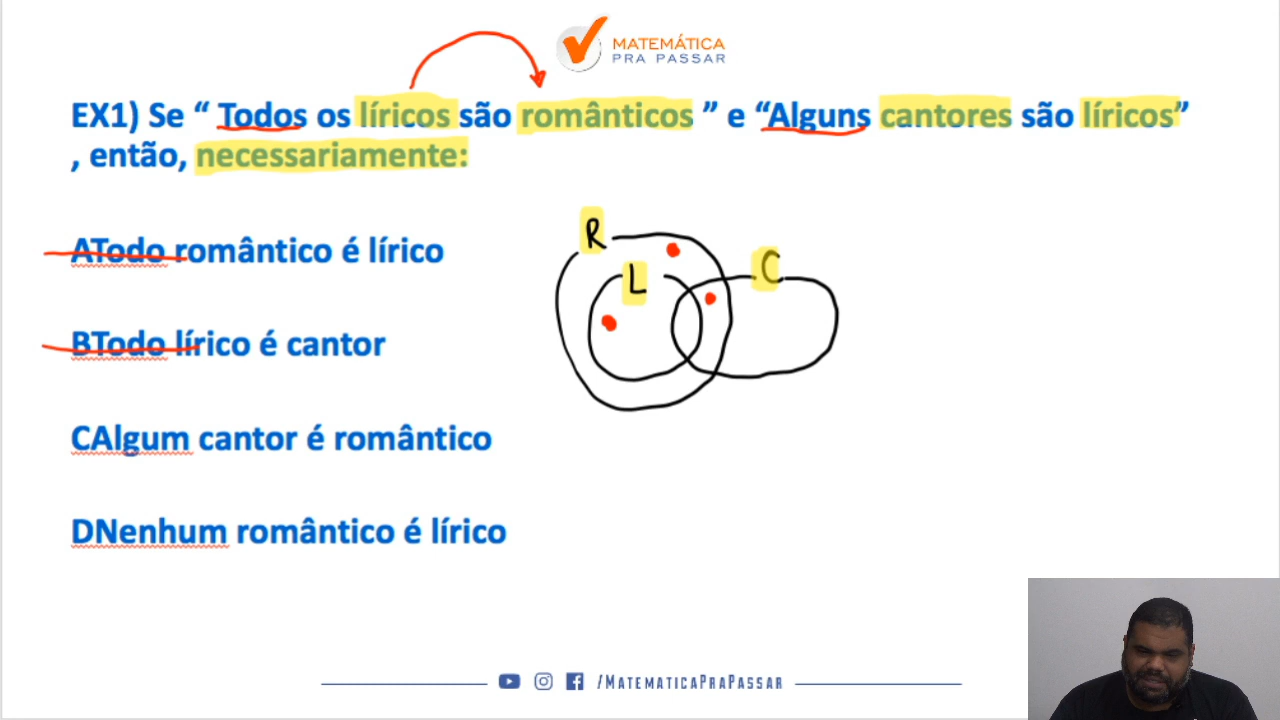 MATEMÁTICA
PRA PASSAR
EX1) Se “ Todos os líricos são românticos ” e “Alguns cantores são líricos”
, então, necessariamente:
ATodo romântico é lírico
BTodo lírico é cantor
CAlgum cantor é romântico
DNenhum romântico é lírico
R
L
C
/MATEMATICAPRAPASSAR